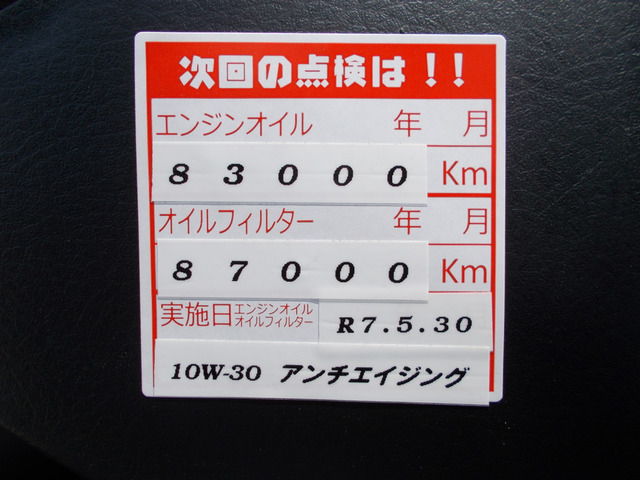 次回の点検は!!
エンジンオイル 年 月
83000 Km
オイルフィルター 年 月
87000 Km
実施日 エンジンオイル オイルフィルター R7.5.30
10W-30 アンチエイジング